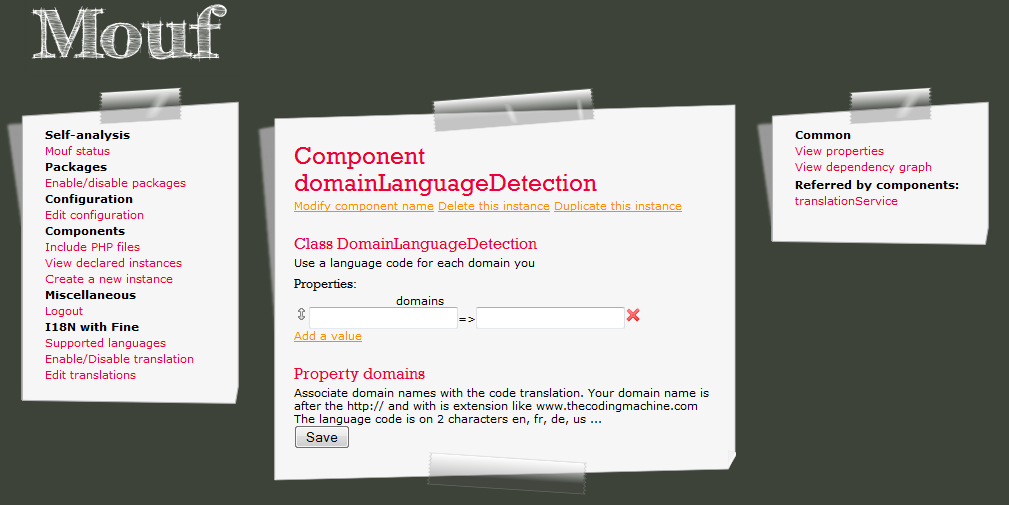 Mouf
Self-analysis
Mouf status
Packages
Enable/disable packages
Configuration
Edit configuration
Components
Include PHP files
View declared instances
Create a new instance
Miscellaneous
Logout
I18N with Fine
Supported languages
Enable/Disable translation
Edit translations
Component
domainLanguageDetection
Modify component name Delete this instance Duplicate this instance
Class DomainLanguageDetection
Use a language code for each domain you
Properties:
domains
=>
Add a value
Property domains
Associate domain names with the code translation. Your domain name is
after the http:// and with is extension like www.thecodingmachine.com
The language code is on 2 characters en, fr, de, us ...
Save
Common
View properties
View dependency graph
Referred by components:
translationService